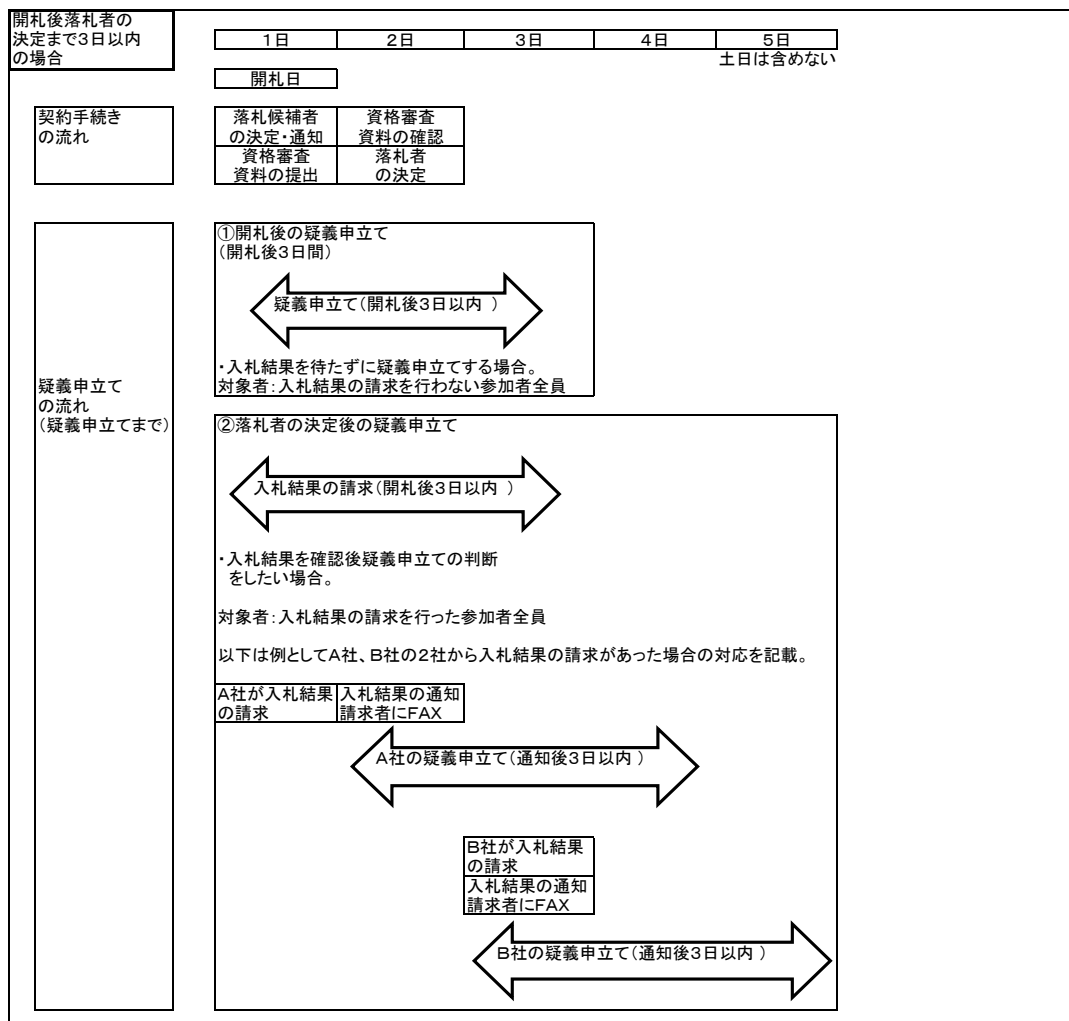 開札後落札者の
決定まで3日以内
の場合
1日
2日
3日
4日
5日
土日は含めない
開札日
契約手続き
の流れ
落札候補者
の決定・通知
資格審査
資料の確認
資格審査
資料の提出
落札者
の決定
疑義申立て
の流れ
(疑義申立てまで)
①開札後の疑義申立て
(開札後3日間)
疑義申立て(開札後3日以内 )
・入札結果を待たずに疑義申立てする場合。
対象者:入札結果の請求を行わない参加者全員
②落札者の決定後の疑義申立て
入札結果の請求(開札後3日以内 )
・入札結果を確認後疑義申立ての判断
をしたい場合。
対象者:入札結果の請求を行った参加者全員
以下は例としてA社、B社の2社から入札結果の請求があった場合の対応を記載。
A社が入札結果
の請求
入札結果の通知
請求者にFAX
A社の疑義申立て(通知後3日以内 )
B社が入札結果
の請求
入札結果の通知
請求者にFAX
B社の疑義申立て(通知後3日以内 )